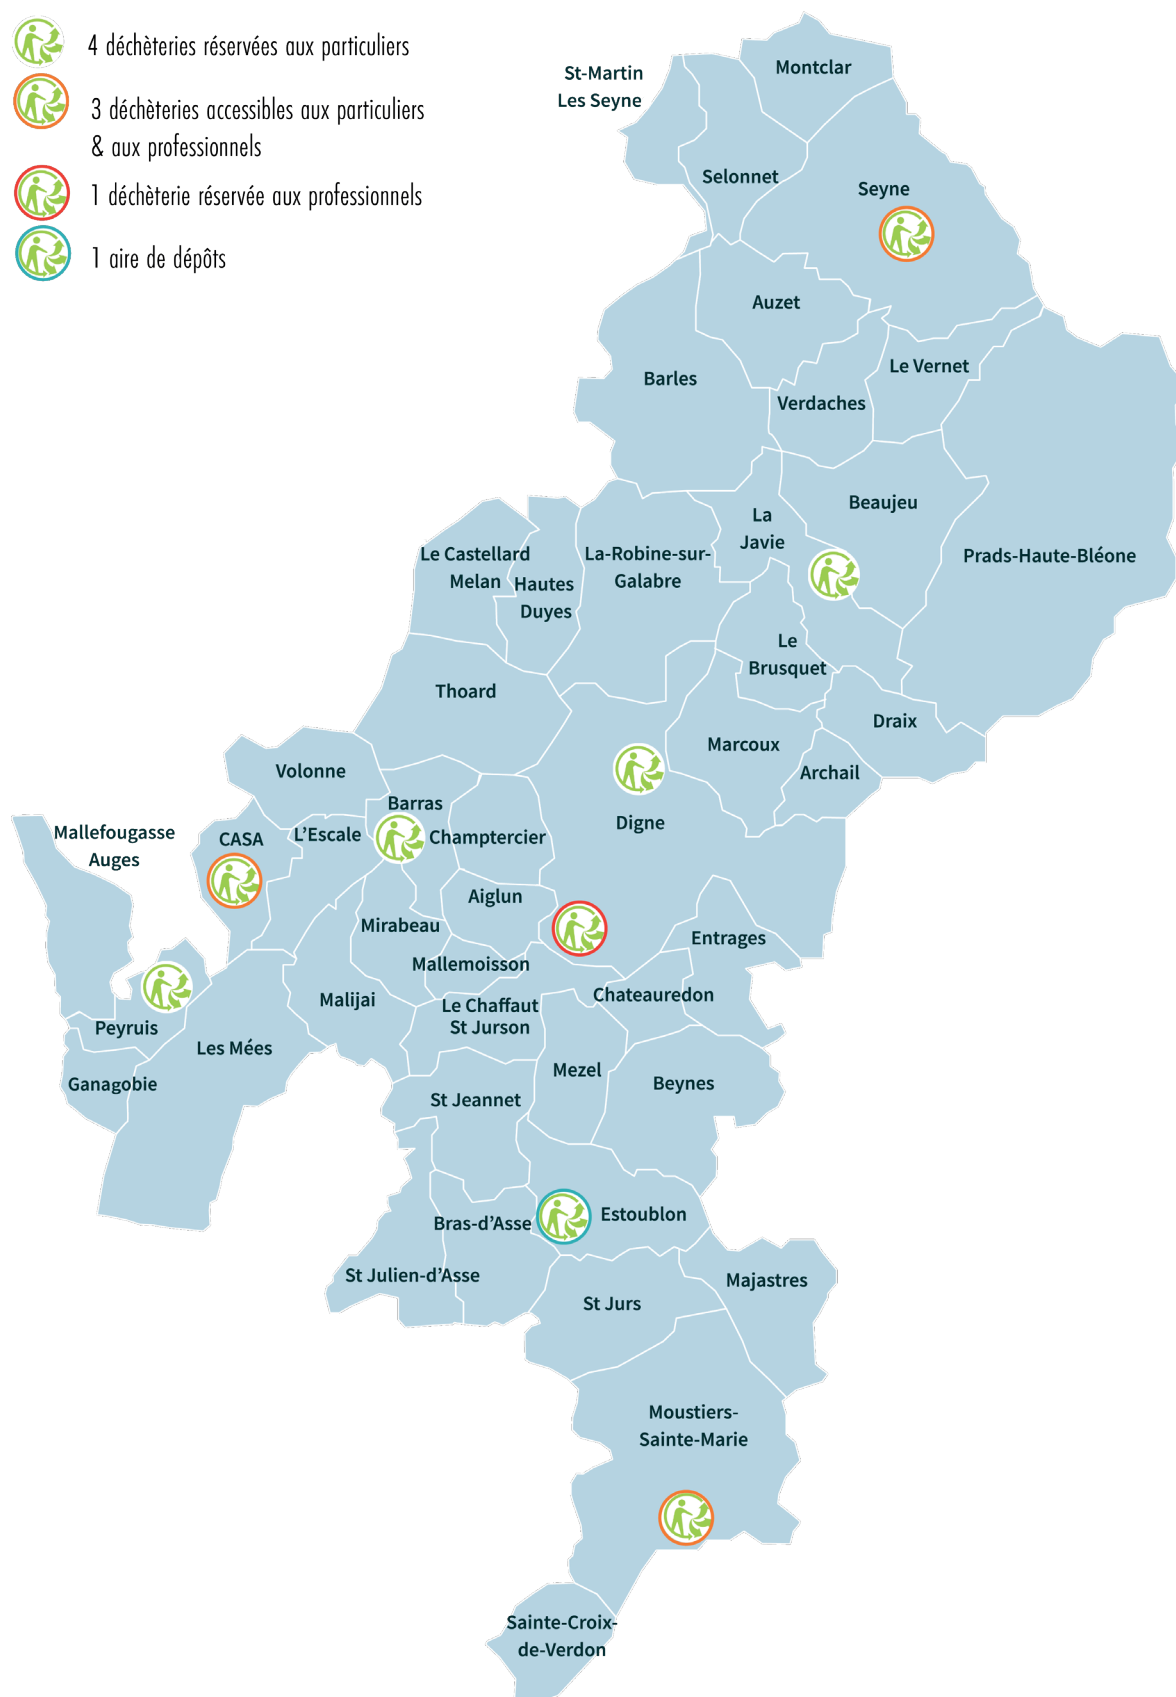 4 déchèteries réservées aux particuliers
3 déchèteries accessibles aux particuliers
& aux professionnels
1 déchèterie réservée aux professionnels
1 aire de dépôts
Montclar
St-Martin
Les Seyne
Selonnet
Seyne
Auzet
Le Vernet
Barles
Verdaches
Beaujeu
La
Javie
Prads-Haute-Bléone
Le Castellard
Melan
Hautes
Duyes
La-Robine-sur-
Galabre
Le
Brusquet
Thoard
Draix
Marcoux
Archail
Volonne
Barras
Digne
Mallefougasse
Auges
CASA
L'Escale
Champtercier
Aiglun
Mirabeau
Entrages
Mallemoisson
Chateauredon
Malijai
Le Chaffaut
St Jurson
Peyruis
Les Mées
Mezel
Ganagobie
Beynes
St Jeannet
Bras-d'Asse
Estoublon
St Julien-d'Asse
Majastres
St Jurs
Moustiers-
Sainte-Marie
Sainte-Croix-
de-Verdon